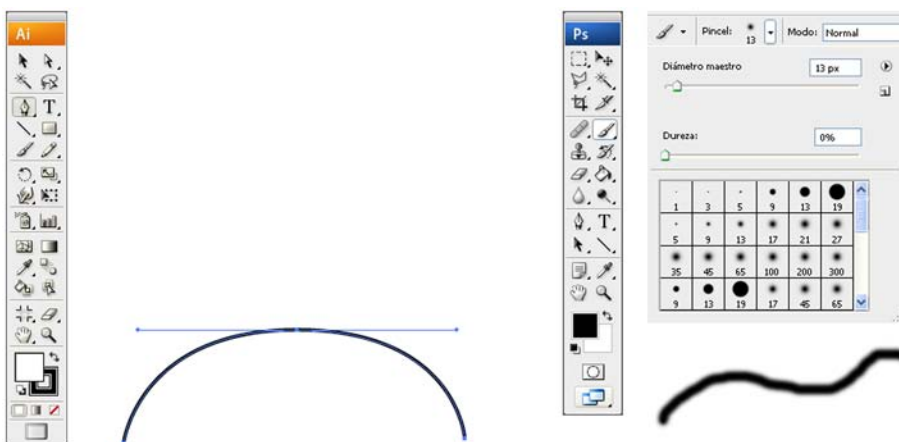 Ai
T
Ps
T
Pincel: 13 Modo: Normal
Diámetro maestro 13 px
Dureza: 0%
1 3 5 9 13 19
5 9 13 17 21 27
35 45 65 100 200 300
9 13 19 17 45 65